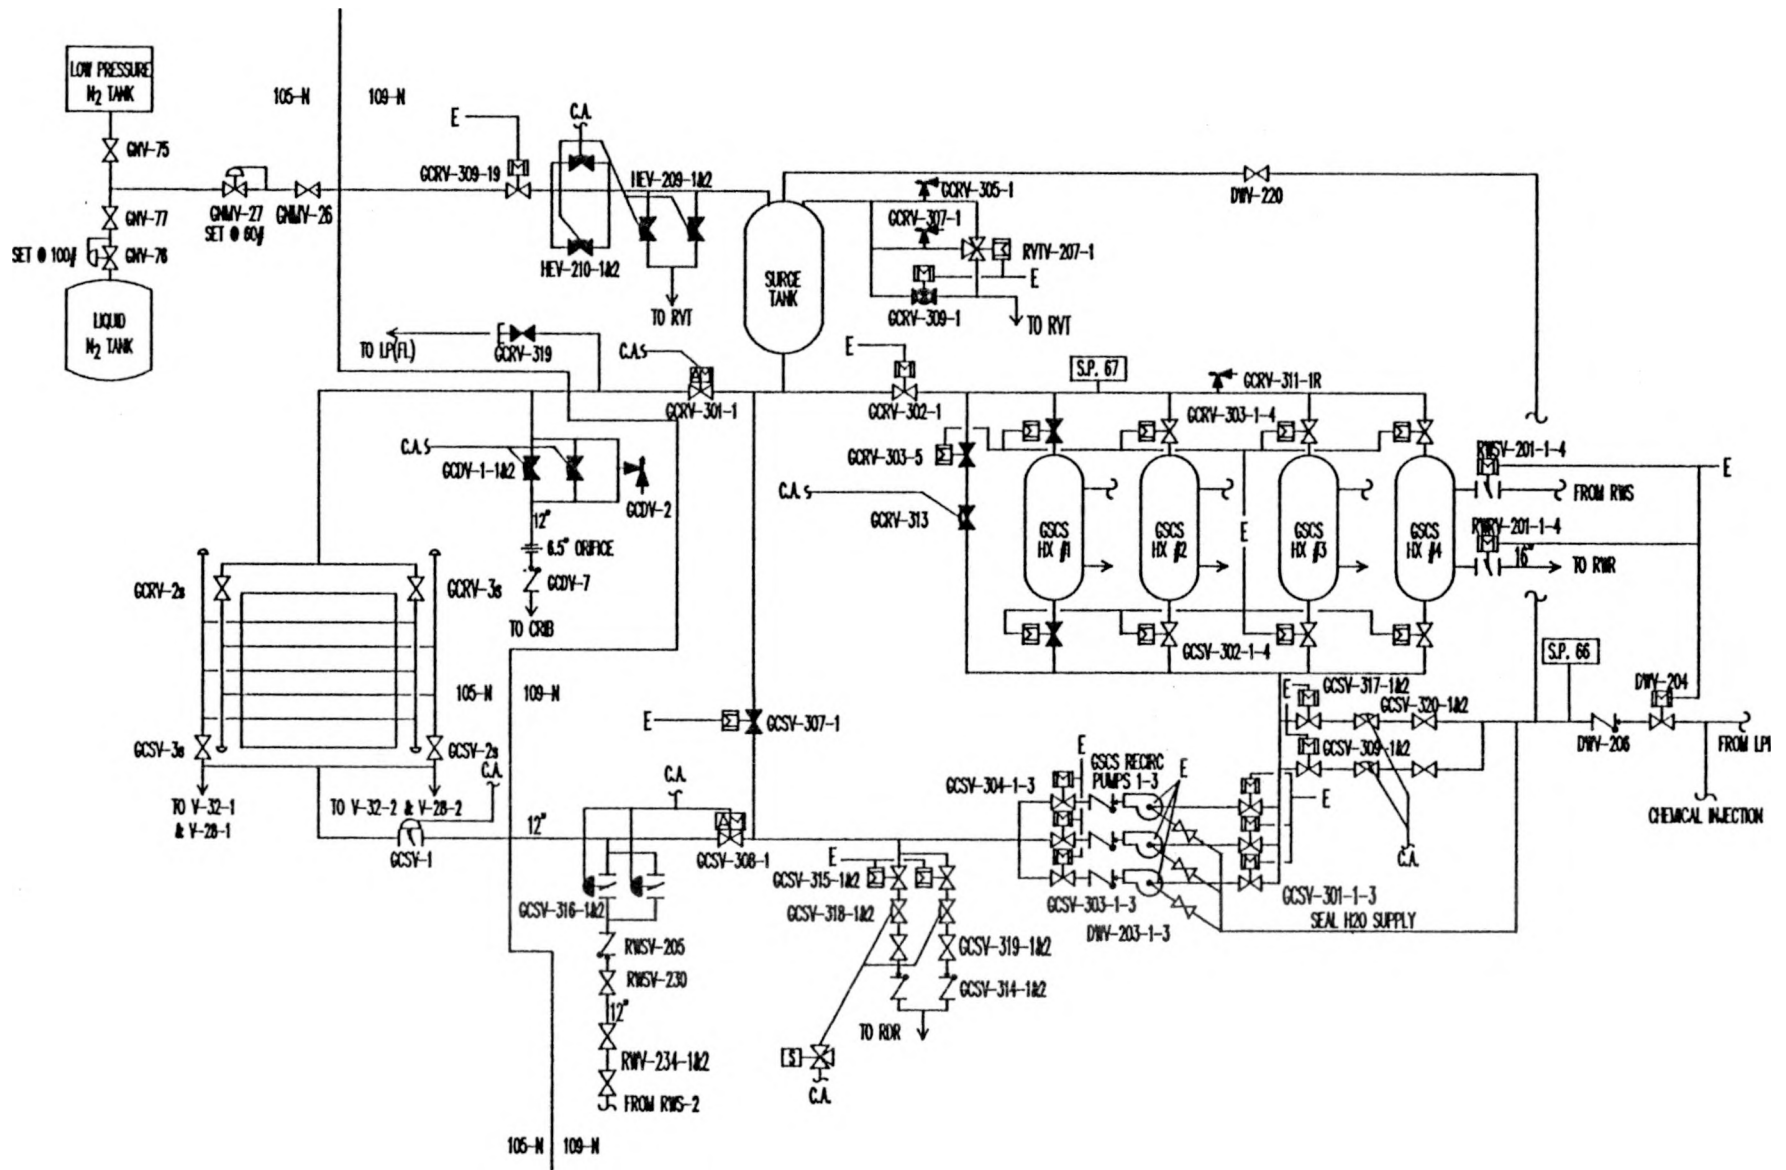 LOW PRESSURE
N2 TANK
105-N
109-N
GNV-75
E
C.A.
GCRV-309-19
HEV-209-1&2
GCRV-305-1
DWV-220
GNV-77
GNMV-27
SET @ 60#
GNMV-26
GCRV-307-1
SET @ 100#
GNV-76
HEV-210-1&2
RVTV-207-1
SURGE
TANK
E
LIQUID
N2 TANK
TO RVT
GCRV-309-1
TO RVT
E
TO LP(FL)
GCRV-319
C.A.S
E
S.P. 67
GCRV-311-1R
GCRV-301-1
GCRV-302-1
GCRV-303-1-4
C.A.S
GCRV-303-5
RWSV-201-1-4
E
GCDV-1-1&2
GCDV-2
C.A.S
FROM RWS
12"
GCRV-313
GSCS
HX #1
GSCS
HX #2
E
GSCS
HX #3
GSCS
HX #4
RWRV-201-1-4
6.5" ORIFICE
16"
TO RWR
GCDV-7
GCRV-2s
GCRV-3s
TO CRIB
GCSV-302-1-4
S.P. 66
105-N
109-N
E
GCSV-317-1&2
DWV-204
GCSV-320-1&2
E
GCSV-307-1
E
GCSV-3s
GCSV-2s
GCSV-309-1&2
DWV-206
FROM LPI
C.A.
E
GSCS RECIRC
PUMPS 1-3
E
C.A.
GCSV-304-1-3
E
TO V-32-1
& V-28-1
TO V-32-2 & V-28-2
12"
CHEMICAL INJECTION
GCSV-1
GCSV-308-1
E
C.A.
GCSV-315-1&2
GCSV-316-1&2
GCSV-318-1&2
GCSV-303-1-3
GCSV-301-1-3
DWV-203-1-3
SEAL H2O SUPPLY
RWSV-205
GCSV-319-1&2
RWSV-230
GCSV-314-1&2
12"
TO RDR
RWV-234-1&2
S
C.A.
FROM RWS-2
105-N
109-N